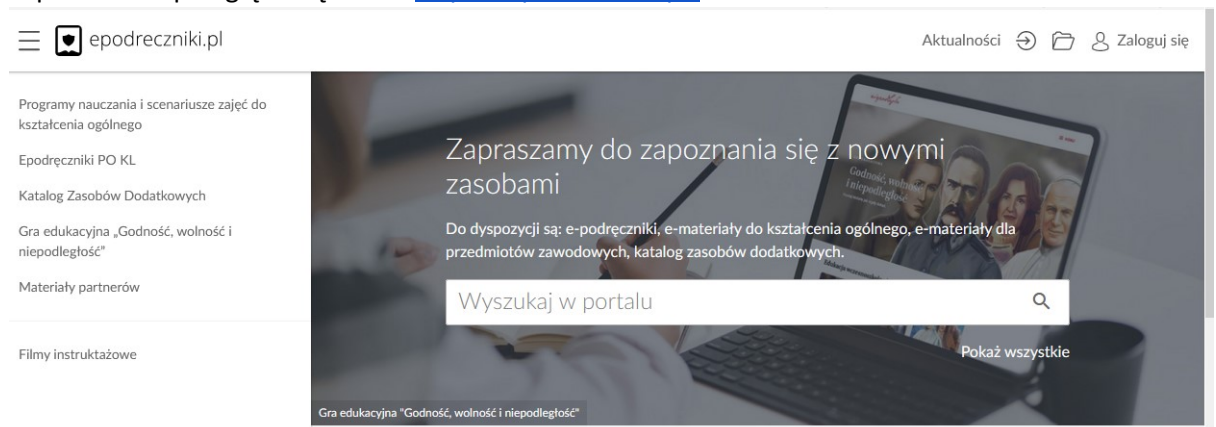 epodreczniki.pl
Aktualności
Zaloguj się
Programy nauczania i scenariusze zajęć do
kształcenia ogólnego
Epodręczniki PO KL
Katalog Zasobów Dodatkowych
Gra edukacyjna „Godność, wolność i
niepodległość”
Materiały partnerów
Filmy instruktażowe
Zapraszamy do zapoznania się z nowymi
zasobami
Do dyspozycji są: e-podręczniki, e-materiały do kształcenia ogólnego, e-materiały dla
przedmiotów zawodowych, katalog zasobów dodatkowych.
Wyszukaj w portalu
Pokaż wszystkie
Godność, wolność
i niepodległość
Gra edukacyjna "Godność, wolność i niepodległość"